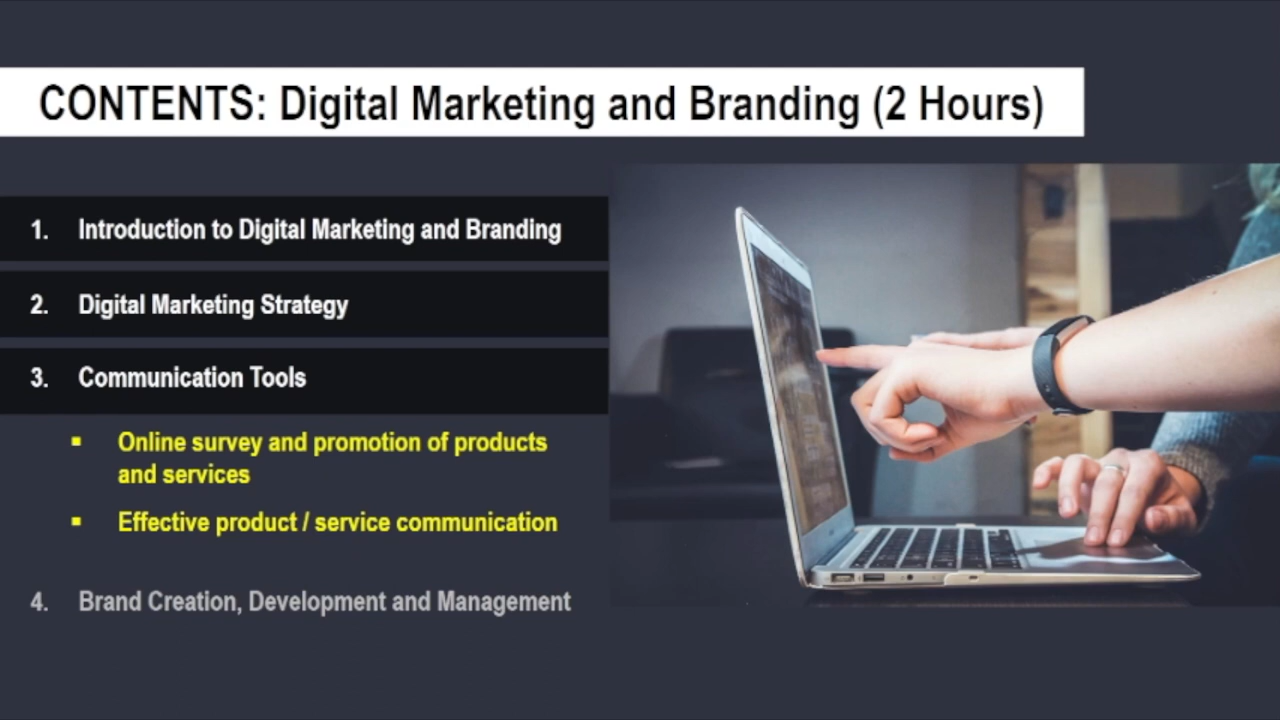 CONTENTS: Digital Marketing and Branding (2 Hours)
1. Introduction to Digital Marketing and Branding
2. Digital Marketing Strategy
3. Communication Tools
▪ Online survey and promotion of products
and services
▪ Effective product / service communication
4. Brand Creation, Development and Management